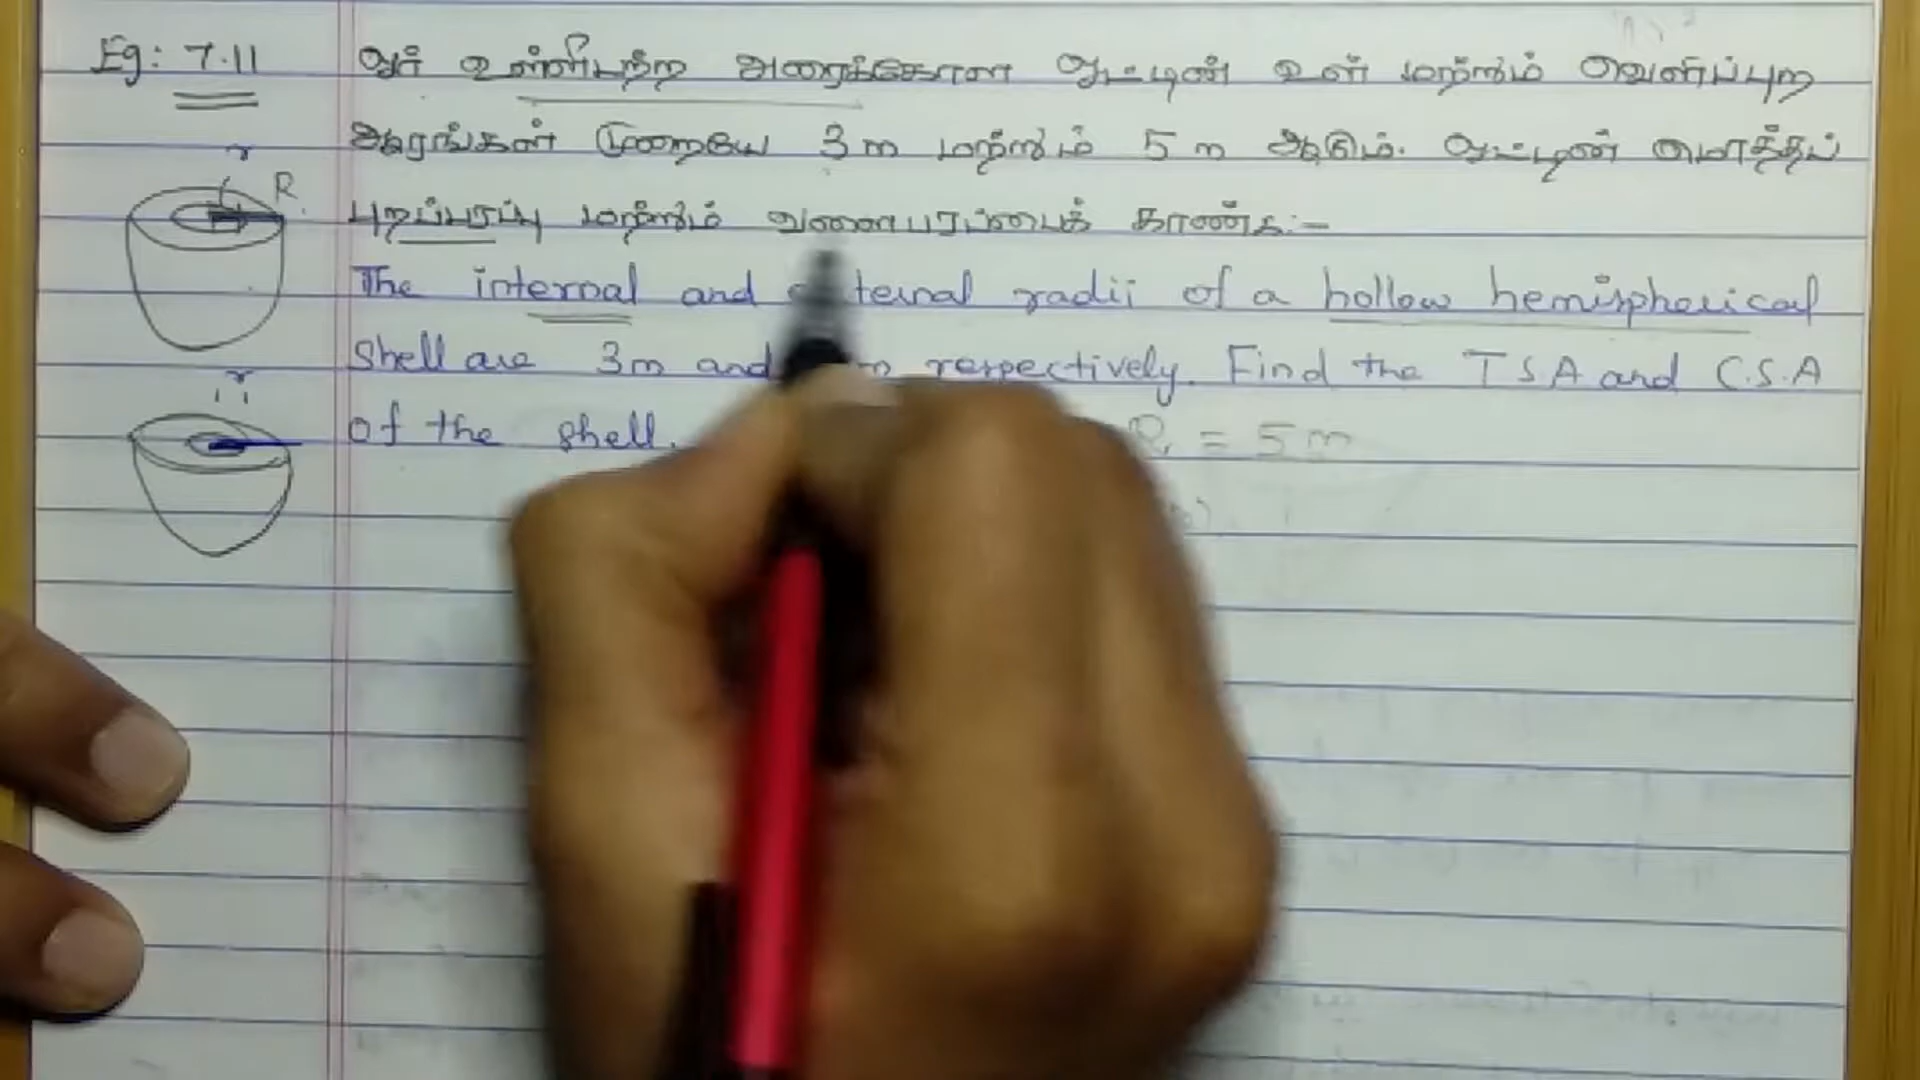 Eg: 7.11 ஓர் உள்ளீடற்ற அரைக்கோள ஓட்டின் உள் மற்றும் வெளிப்புற
ஆரங்கள் முறையே 3 m மற்றும் 5 m ஆகும். ஓட்டின் மொத்தப்
புறப்பரப்பு மற்றும் வளைபரப்பைக் காண்க:-
r
R
The internal and radii of a hollow hemispherical
Shell are 3m and m respectively. Find the T.S.A and C.S.A
r
of the shell. R = 5 m